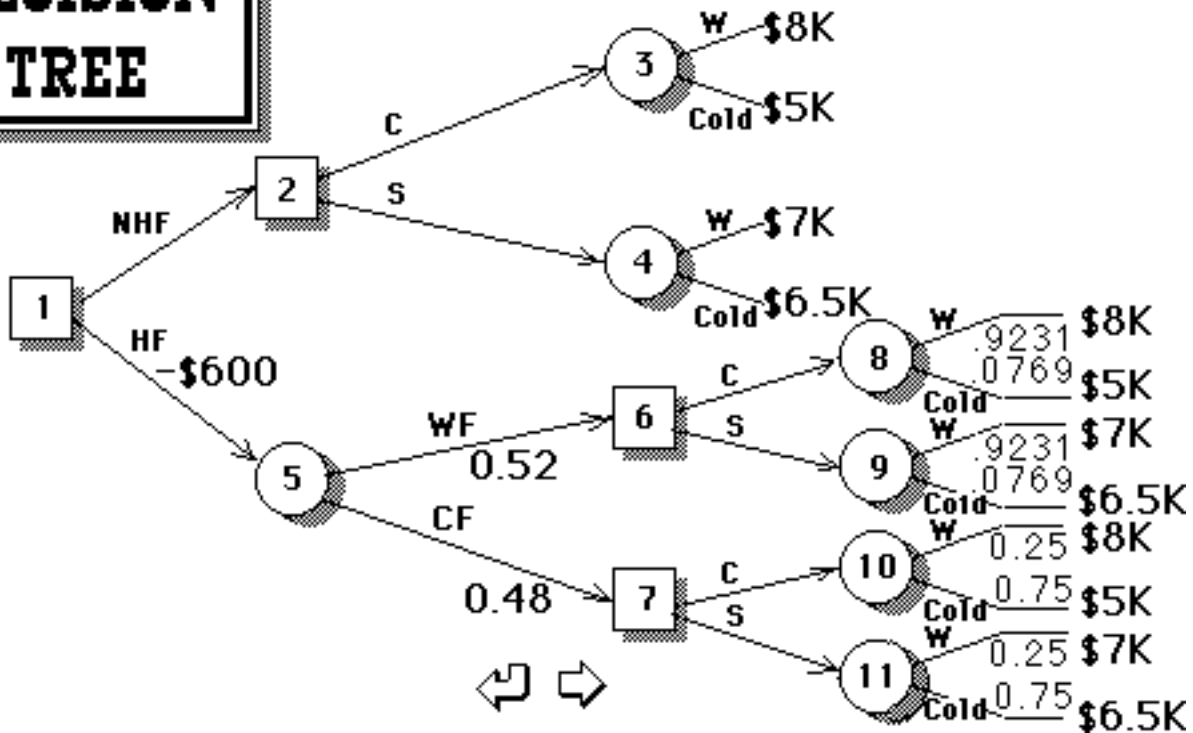 TREE
W $8K
3
Cold $5K
C
2
S
NHF
W $7K
4
Cold $6.5K
1
HF
-$600
W $8K
.9231
8
.0769
Cold $5K
C
6
WF
S
0.52
W $7K
.9231
9
.0769
Cold $6.5K
5
CF
W $8K
0.25
10
0.75
Cold $5K
C
7
0.48
S
W $7K
0.25
11
0.75
Cold $6.5K